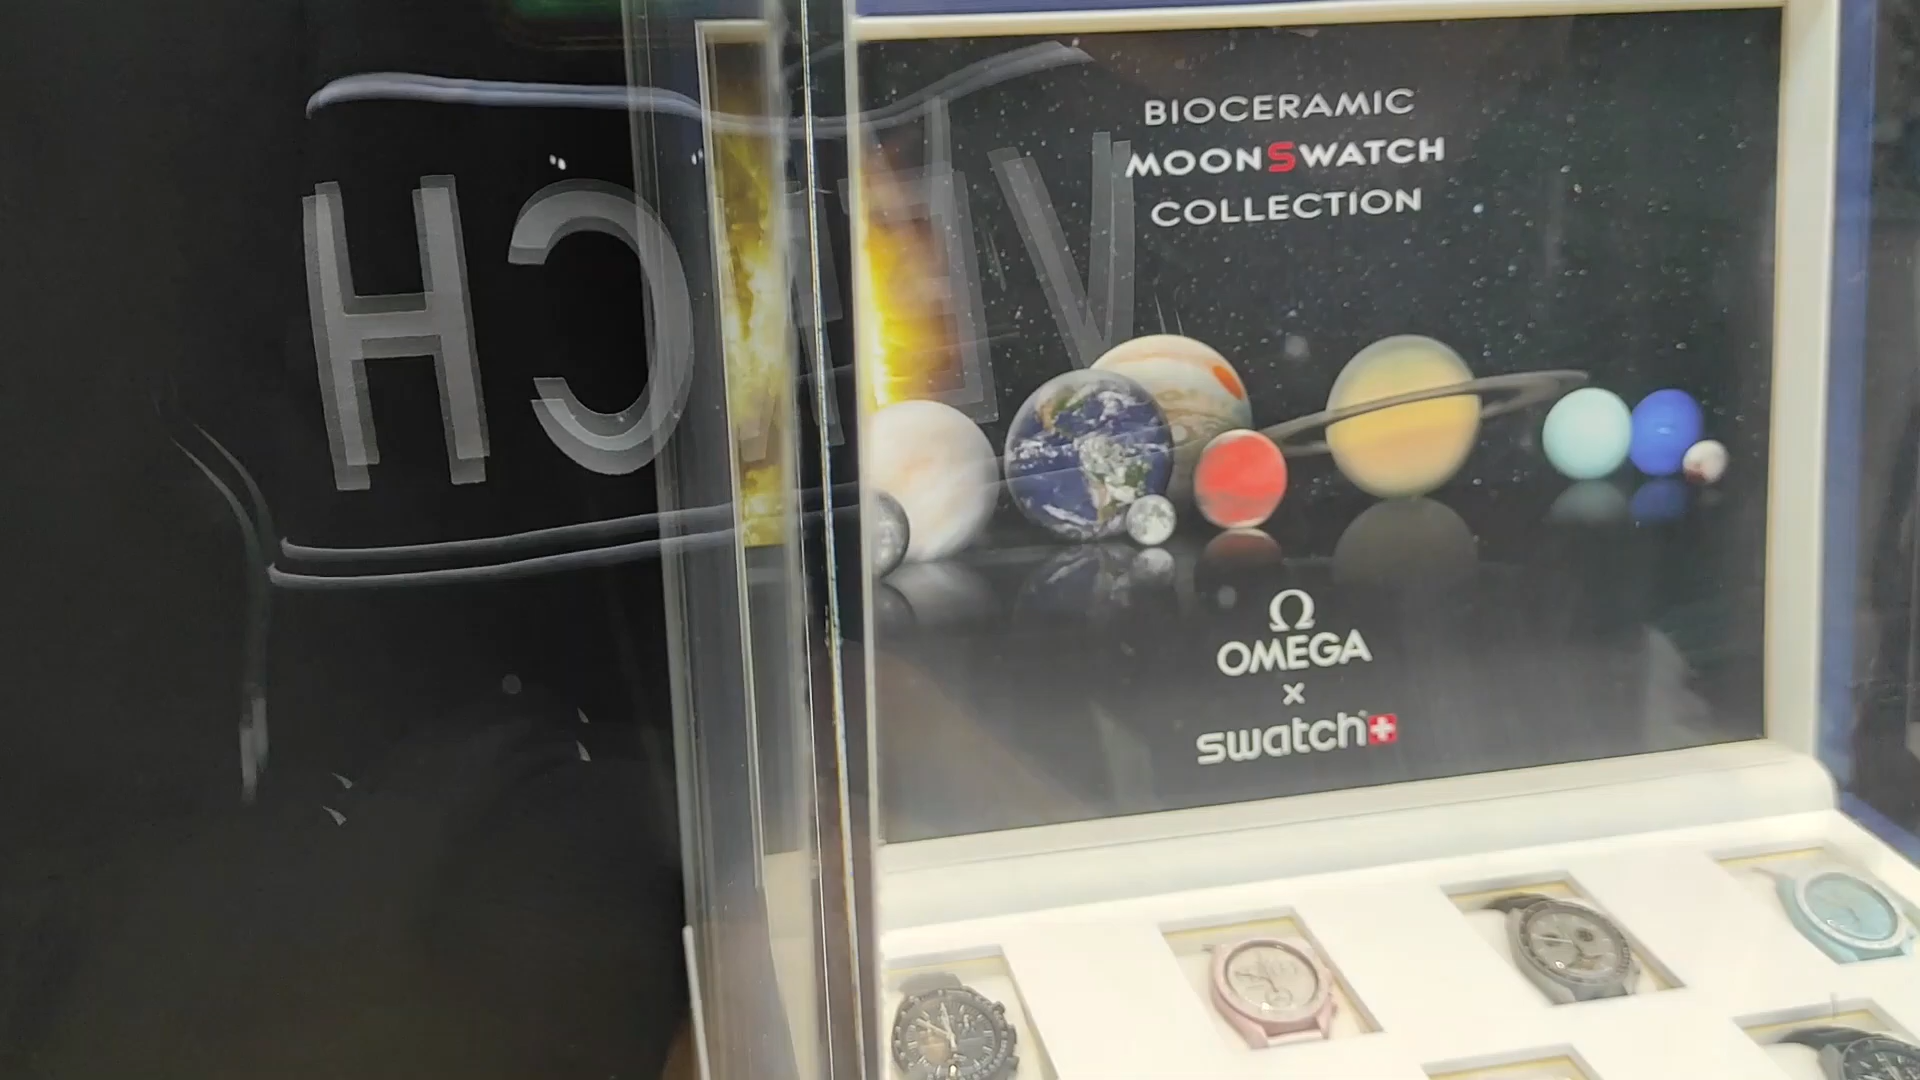 BIOCERAMIC
MOONSWATCH
COLLECTION
Ω
OMEGA
x
swatch